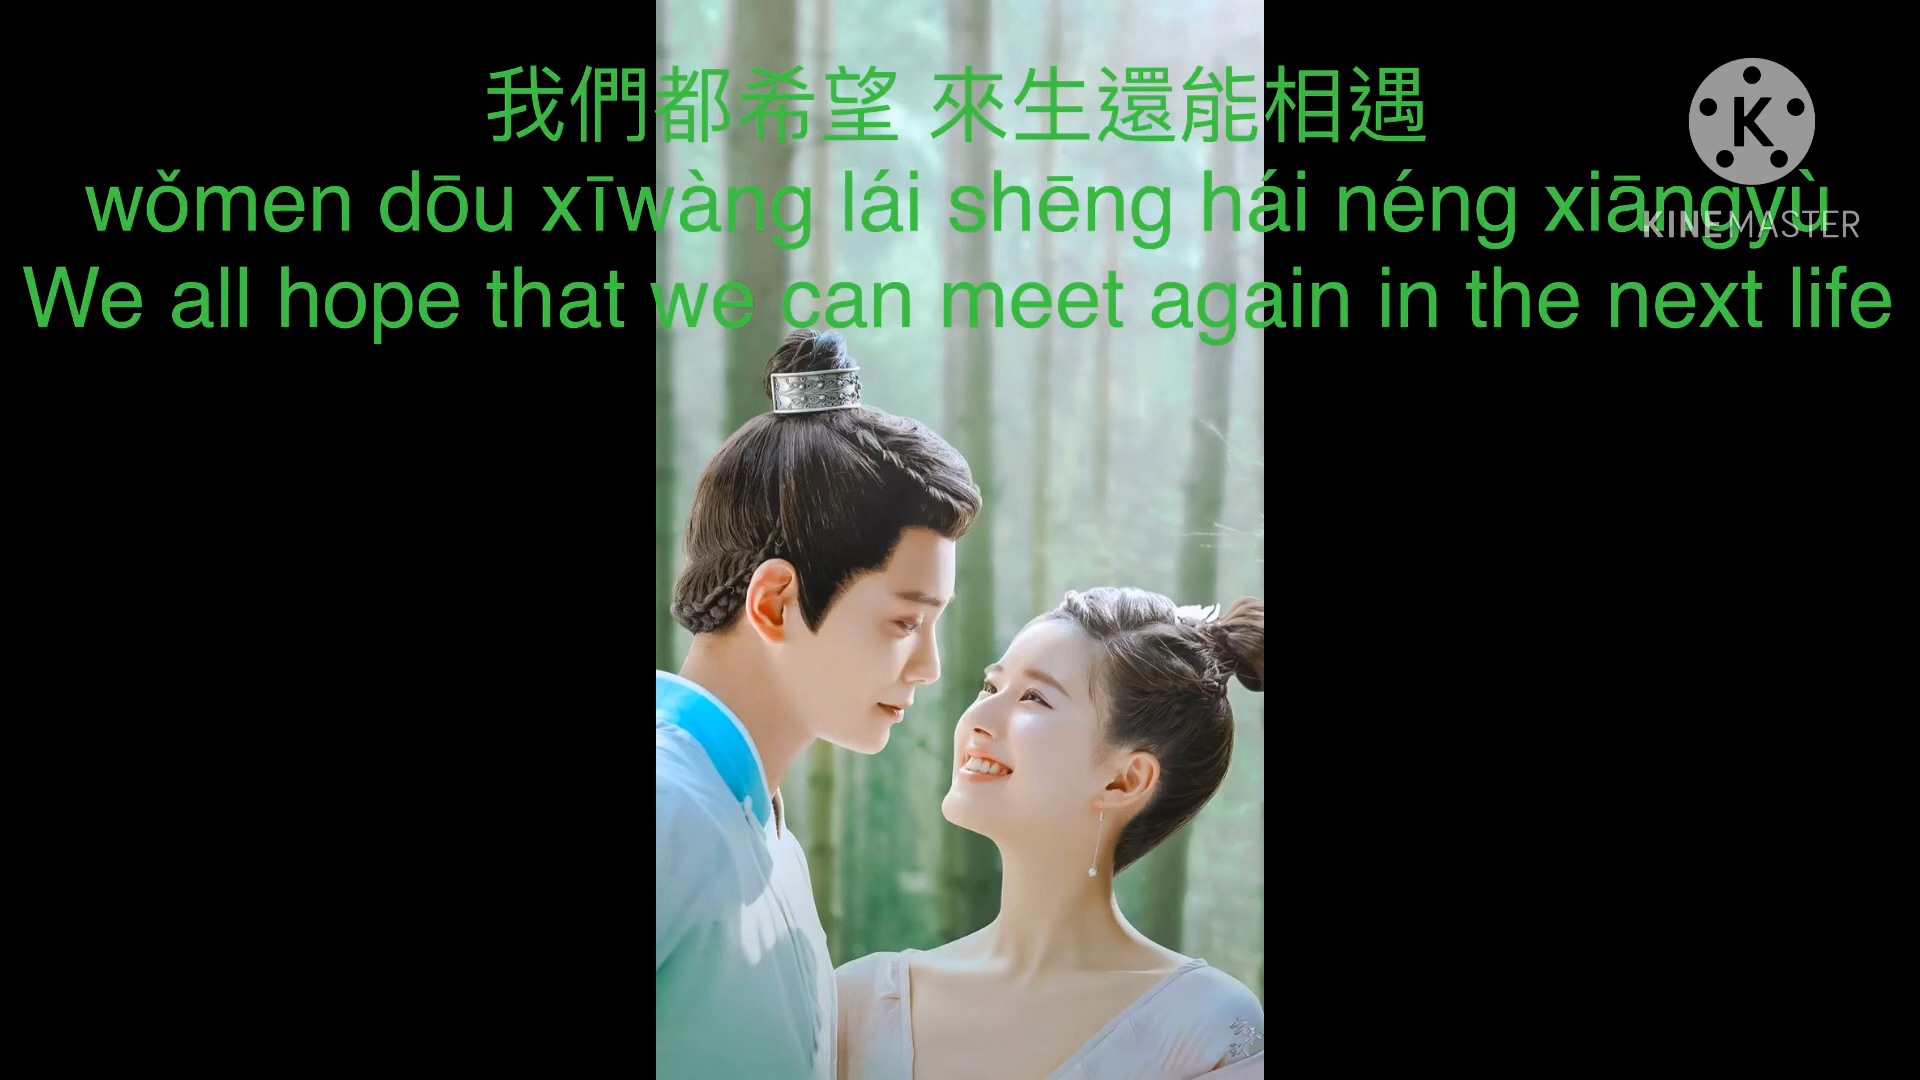 我們都希望 來生還能相遇
wǒmen dōu xīwàng lái shēng hái néng xiāngyù
We all hope that we can meet again in the next life
K
KINEMASTER